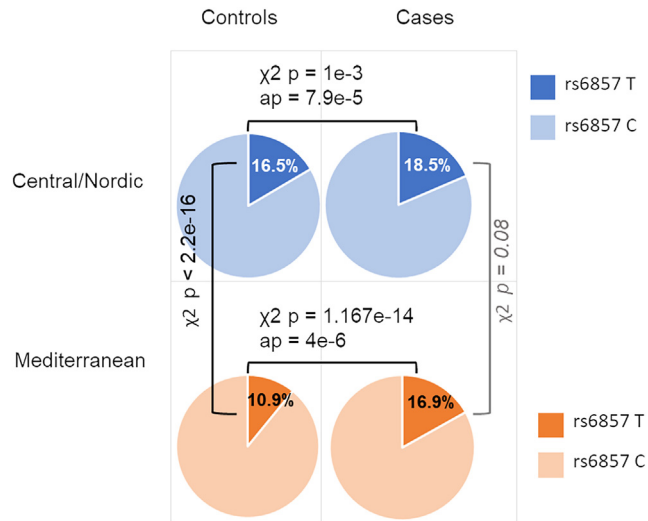 Controls
Cases
χ2 p = 1e-3
ap = 7.9e-5
rs6857 T
rs6857 C
Central/Nordic
16.5%
18.5%
χ2 p < 2.2e-16
χ2 p = 0.08
χ2 p = 1.167e-14
ap = 4e-6
Mediterranean
10.9%
16.9%
rs6857 T
rs6857 C